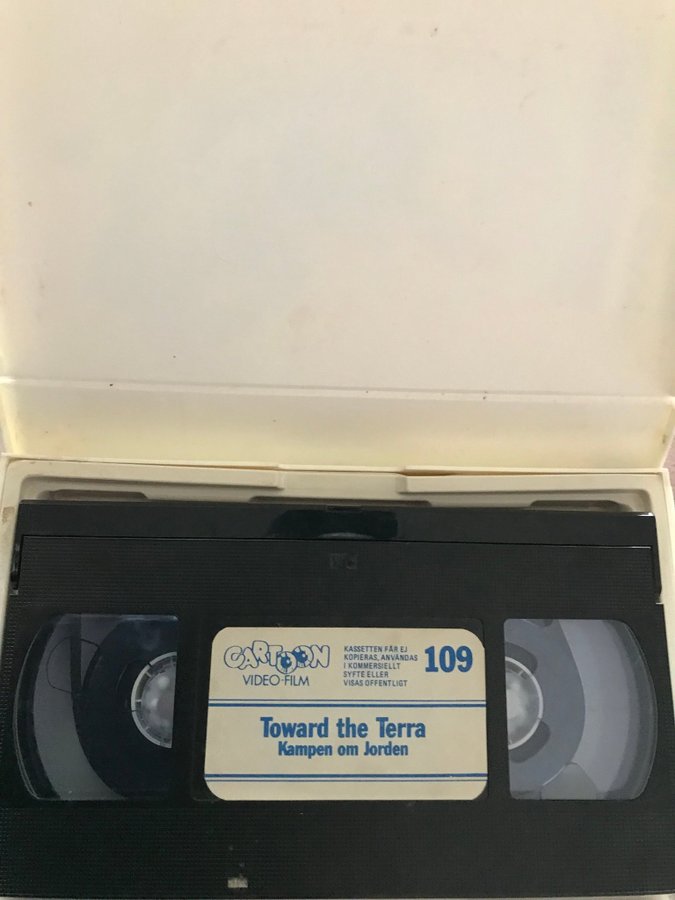 CARTOON
VIDEO-FILM
KASSETTEN FÅR EJ
KOPIERAS, ANVÄNDAS
I KOMMERSIELLT
SYFTE ELLER
VISAS OFFENTLIGT
109
Toward the Terra
Kampen om Jorden